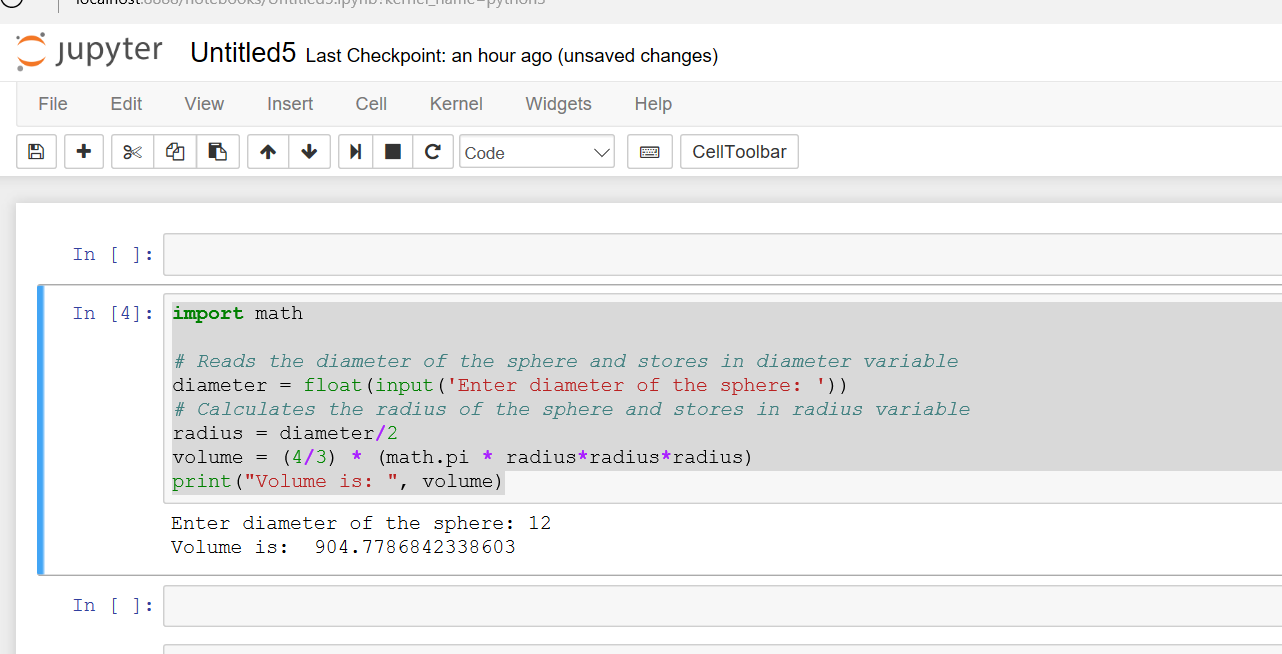 localhost:8888/notebooks/Untitled5.ipynb?kernel_name=python3
jupyter Untitled5 Last Checkpoint: an hour ago (unsaved changes)
File Edit View Insert Cell Kernel Widgets Help
Code CellToolbar
In [ ]:
In [4]: import math
# Reads the diameter of the sphere and stores in diameter variable
diameter = float(input('Enter diameter of the sphere: '))
# Calculates the radius of the sphere and stores in radius variable
radius = diameter/2
volume = (4/3) * (math.pi * radius*radius*radius)
print("Volume is: ", volume)
Enter diameter of the sphere: 12
Volume is:  904.7786842338603
In [ ]: